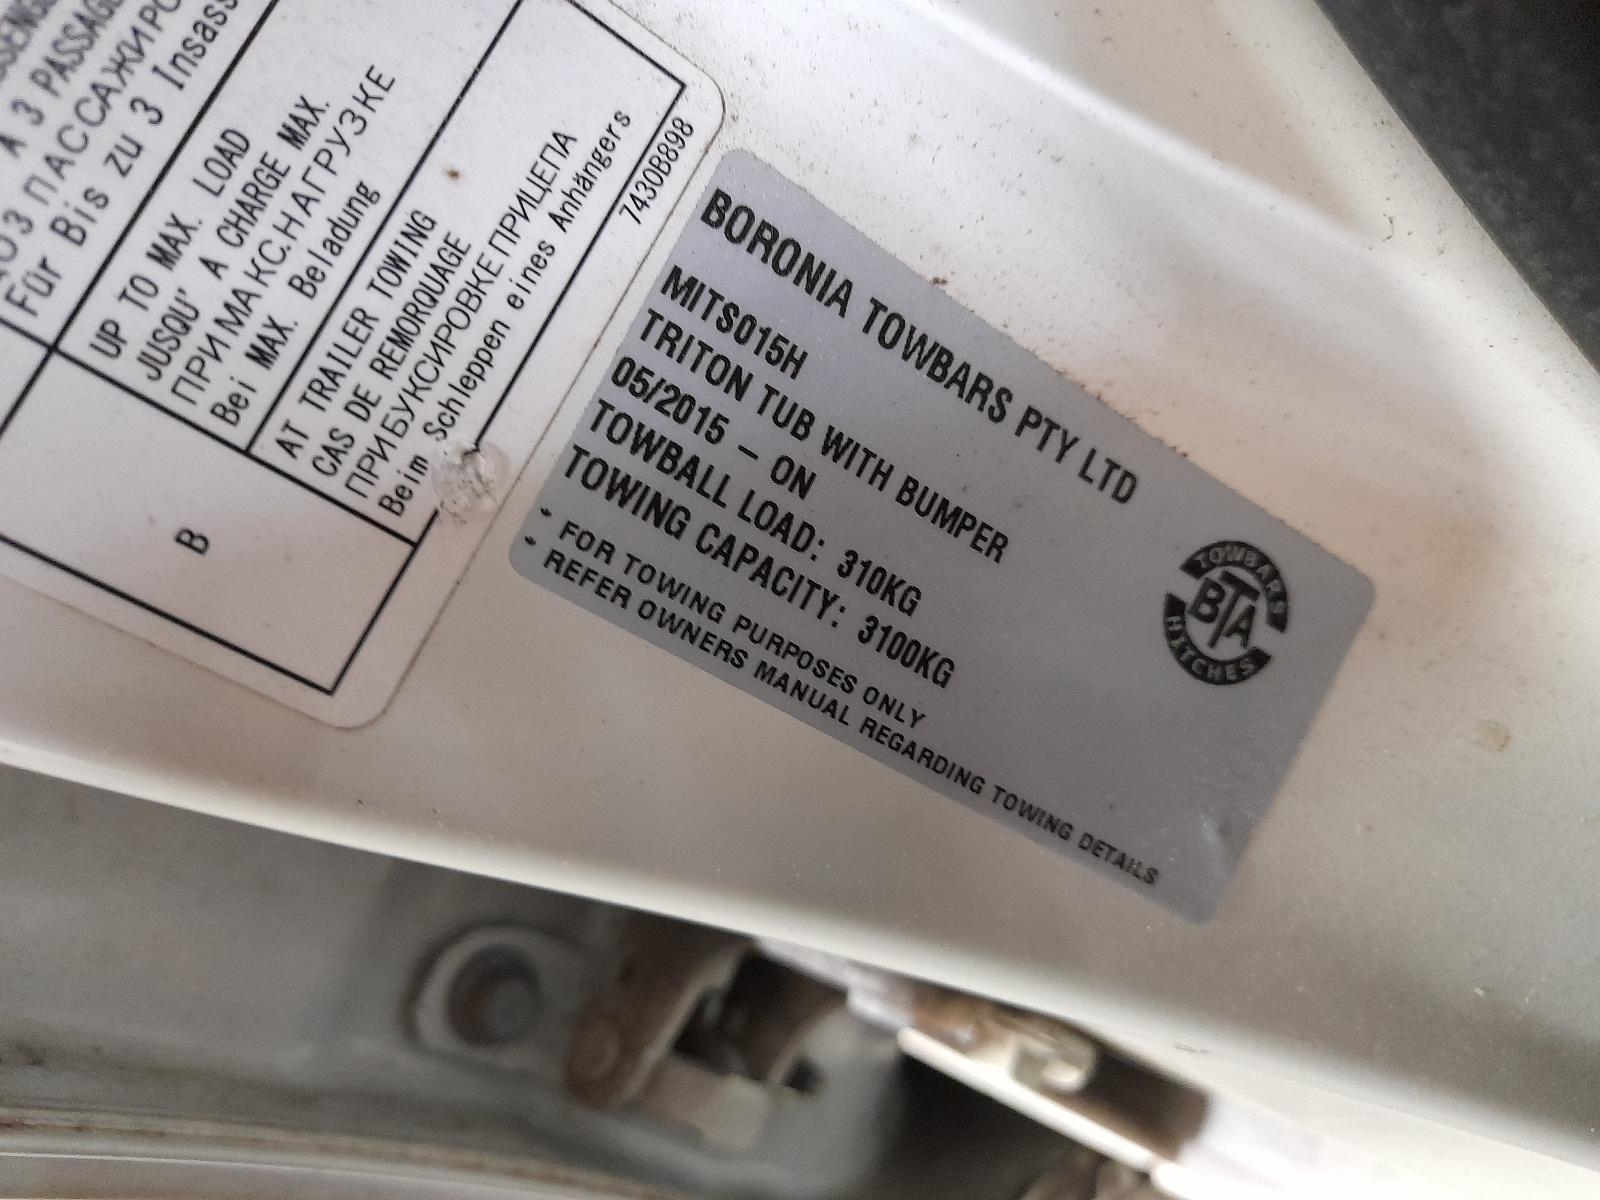 A 3 PASSAGE
ПАССАЖИРО
Für Bis zu 3 Insass
UP TO MAX. LOAD
JUSQU' A CHARGE MAX.
ПРИ МАКС.НАГРУЗКЕ
Bei MAX. Beladung
AT TRAILER TOWING
CAS DE REMORQUAGE
ПРИБУКСИРОВКЕ ПРИЦЕПА
Beim Schleppen eines Anhängers
B
7430B898
BORONIA TOWBARS PTY LTD
MITS015H
TRITON TUB WITH BUMPER
05/2015 – ON
TOWBALL LOAD: 310KG
TOWING CAPACITY: 3100KG
* FOR TOWING PURPOSES ONLY
* REFER OWNERS MANUAL REGARDING TOWING DETAILS
TOWBARS
BTA
HITCHES